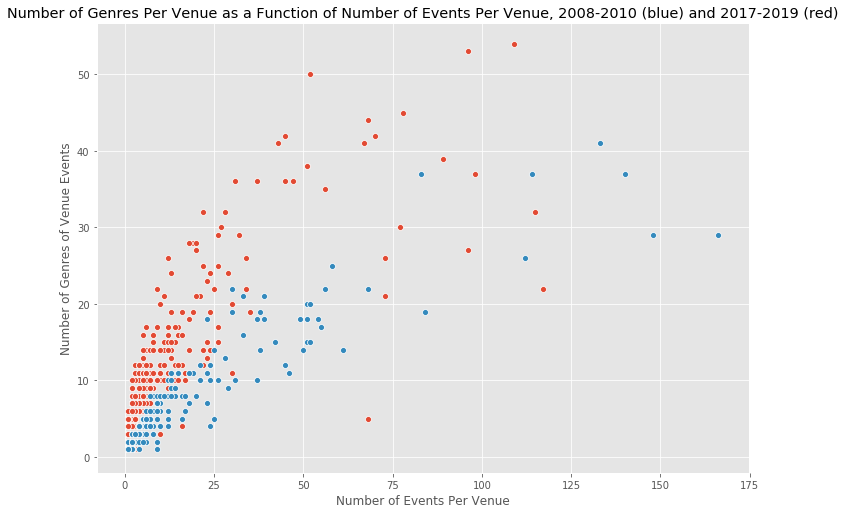 Number of Genres Per Venue as a Function of Number of Events Per Venue, 2008-2010 (blue) and 2017-2019 (red)
Number of Genres of Venue Events
50
40
30
20
10
0
0 25 50 75 100 125 150 175
Number of Events Per Venue